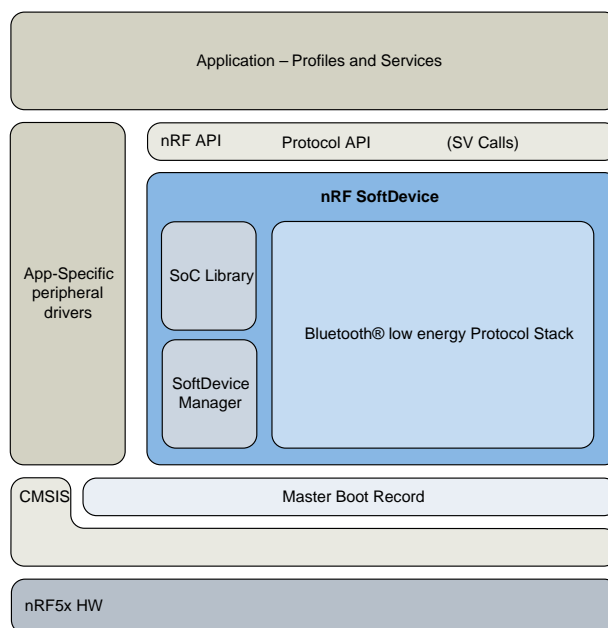 Application – Profiles and Services
nRF API Protocol API (SV Calls)
nRF SoftDevice
App-Specific
peripheral
drivers
SoC Library
Bluetooth® low energy Protocol Stack
SoftDevice
Manager
CMSIS
Master Boot Record
nRF5x HW